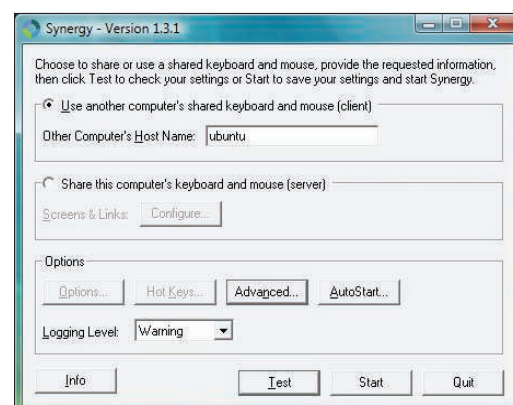 Synergy - Version 1.3.1
Choose to share or use a shared keyboard and mouse, provide the requested information,
then click Test to check your settings or Start to save your settings and start Synergy.
Use another computer's shared keyboard and mouse (client)
Other Computer's Host Name: ubuntu
Share this computer's keyboard and mouse (server)
Screens & Links: Configure...
Options
Options... Hot Keys... Advanced... AutoStart...
Logging Level: Warning
Info Test Start Quit